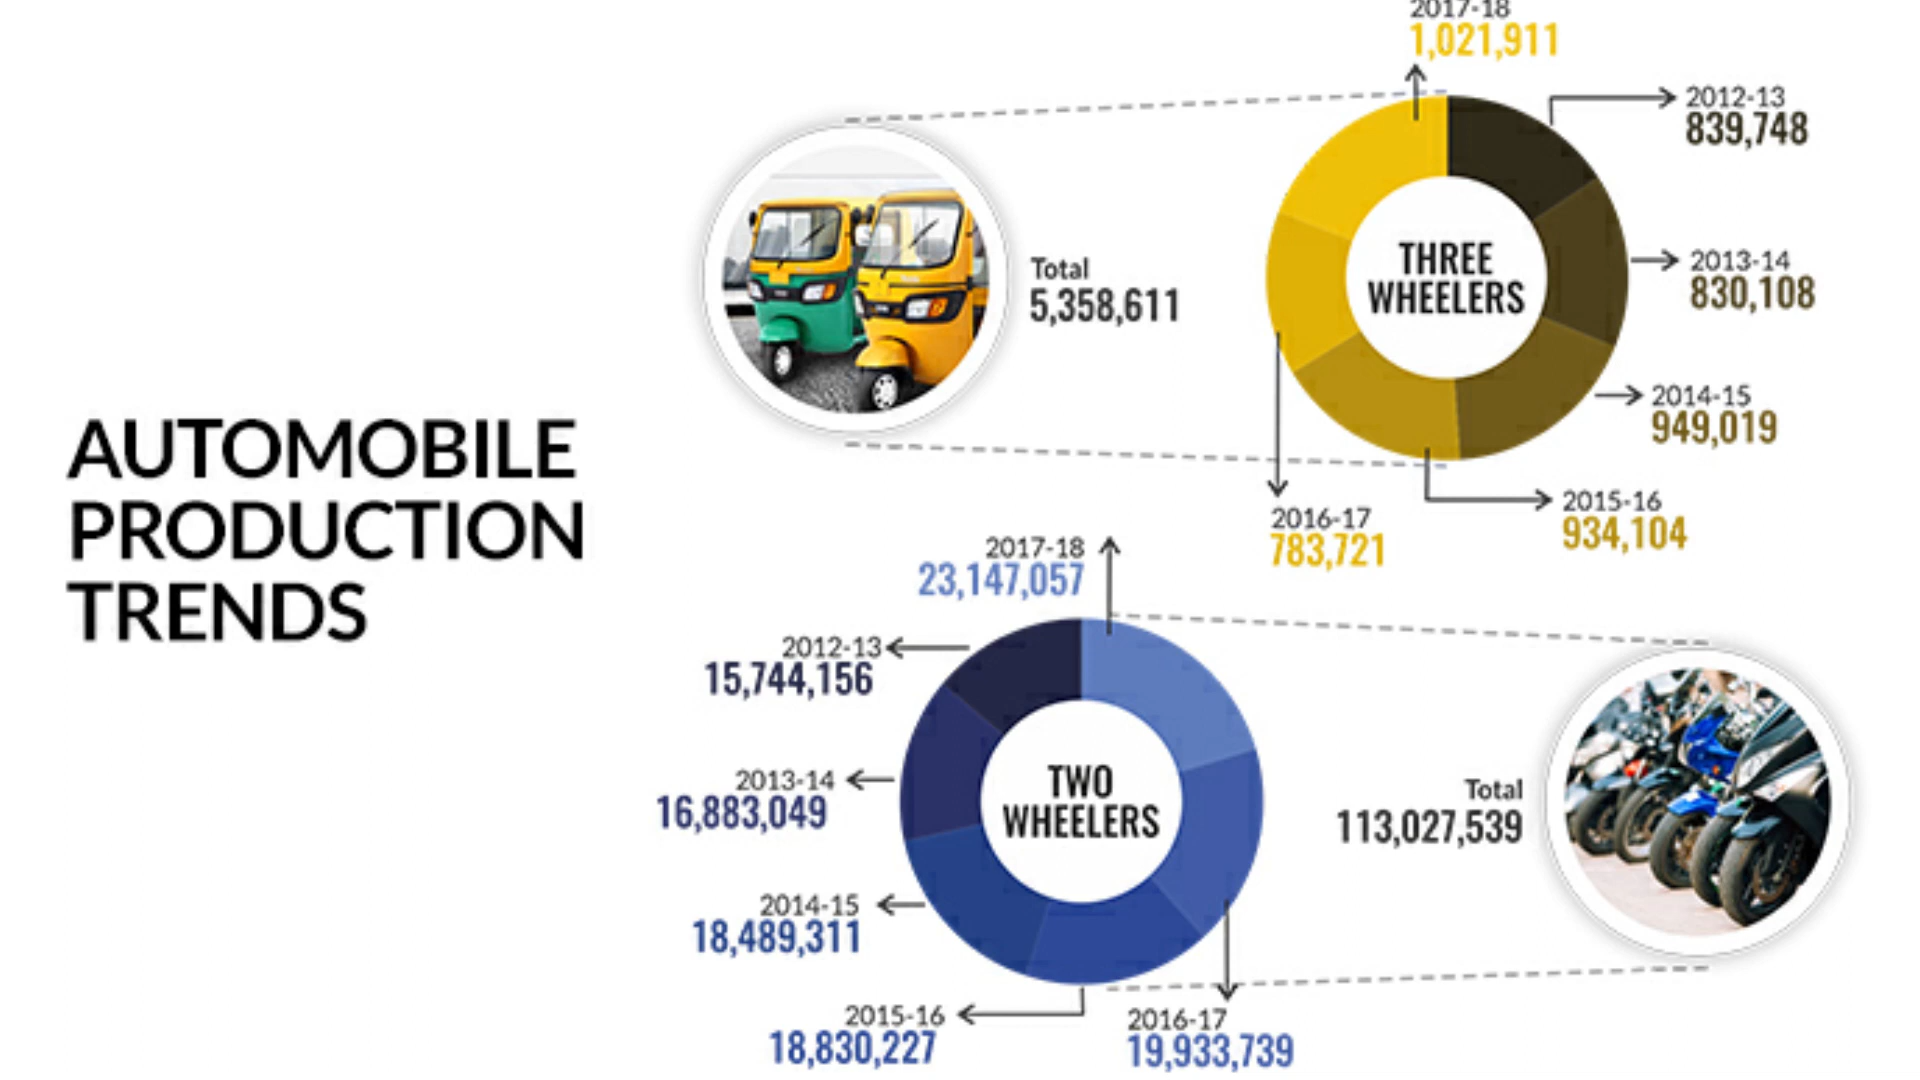 AUTOMOBILE
PRODUCTION
TRENDS
2017-18
1,021,911
2012-13
839,748
2013-14
830,108
2014-15
949,019
2015-16
934,104
2016-17
783,721
THREE
WHEELERS
Total
5,358,611
2017-18
23,147,057
2012-13
15,744,156
2013-14
16,883,049
2014-15
18,489,311
2015-16
18,830,227
2016-17
19,933,739
TWO
WHEELERS
Total
113,027,539